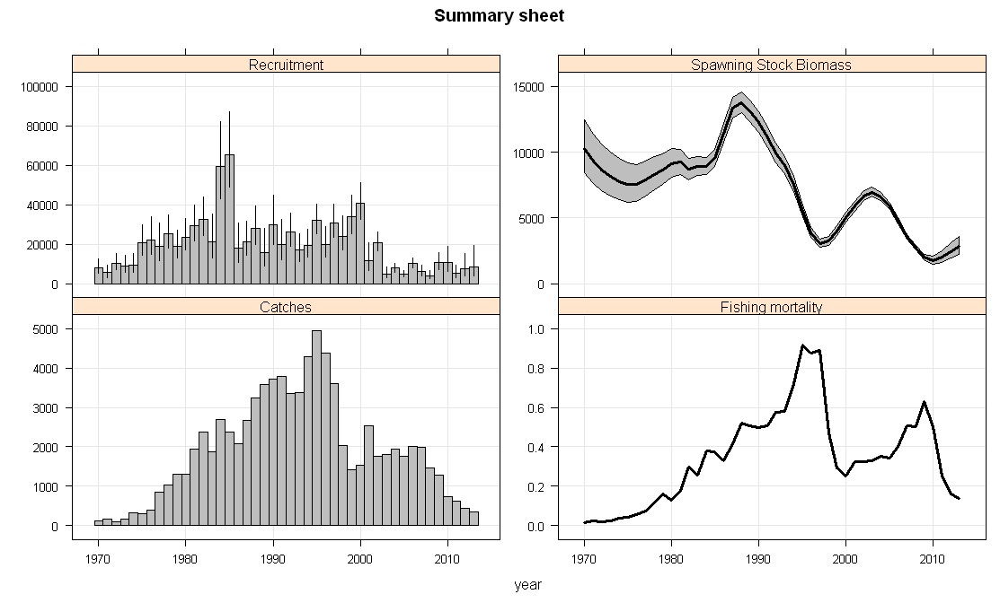 Summary sheet
Recruitment
100000
80000
60000
40000
20000
0
Spawning Stock Biomass
15000
10000
5000
0
Catches
5000
4000
3000
2000
1000
0
1970 1980 1990 2000 2010
Fishing mortality
1.0
0.8
0.6
0.4
0.2
0.0
1970 1980 1990 2000 2010
year